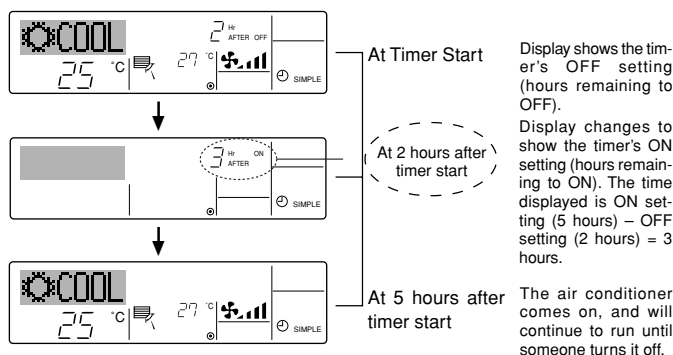 COOL
2 Hr
AFTER OFF
25 °C
27 °C
SIMPLE
At Timer Start
Display shows the tim-
er's OFF setting
(hours remaining to
OFF).
3 Hr ON
AFTER
SIMPLE
At 2 hours after
timer start
Display changes to
show the timer's ON
setting (hours remain-
ing to ON). The time
displayed is ON set-
ting (5 hours) – OFF
setting (2 hours) = 3
hours.
COOL
25 °C
27 °C
SIMPLE
At 5 hours after
timer start
The air conditioner
comes on, and will
continue to run until
someone turns it off.